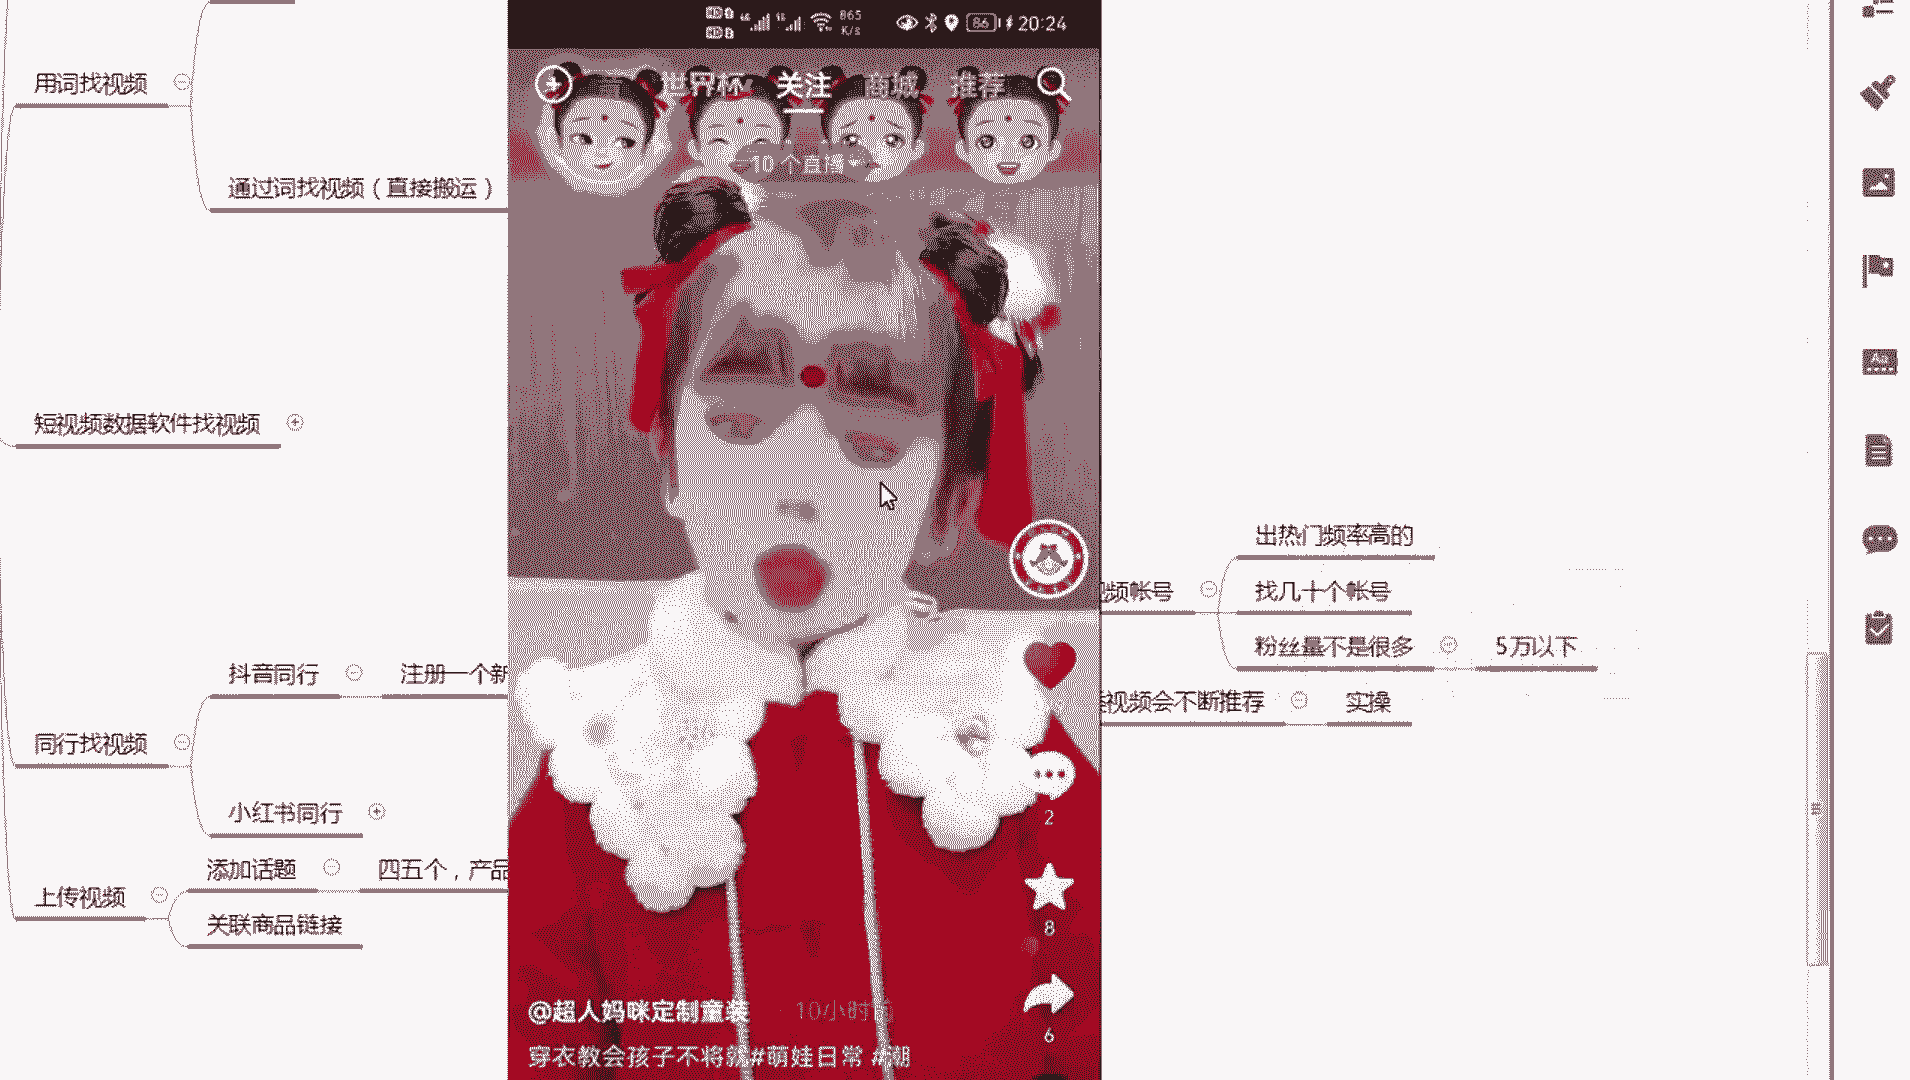 用词找视频
通过词找视频（直接搬运）
短视频数据软件找视频
抖音同行
注册一个新
同行找视频
小红书同行
添加话题
四五个，产品
上传视频
关联商品链接
865
K/s
86
20:24
世界杯
关注
商城
推荐
10个直播
2
8
6
@超人妈咪定制童装
10小时前
穿衣教会孩子不将就#萌娃日常 #潮
出热门频率高的
视频帐号
找几十个帐号
粉丝量不是很多
5万以下
视频会不断推荐
实操
Aa